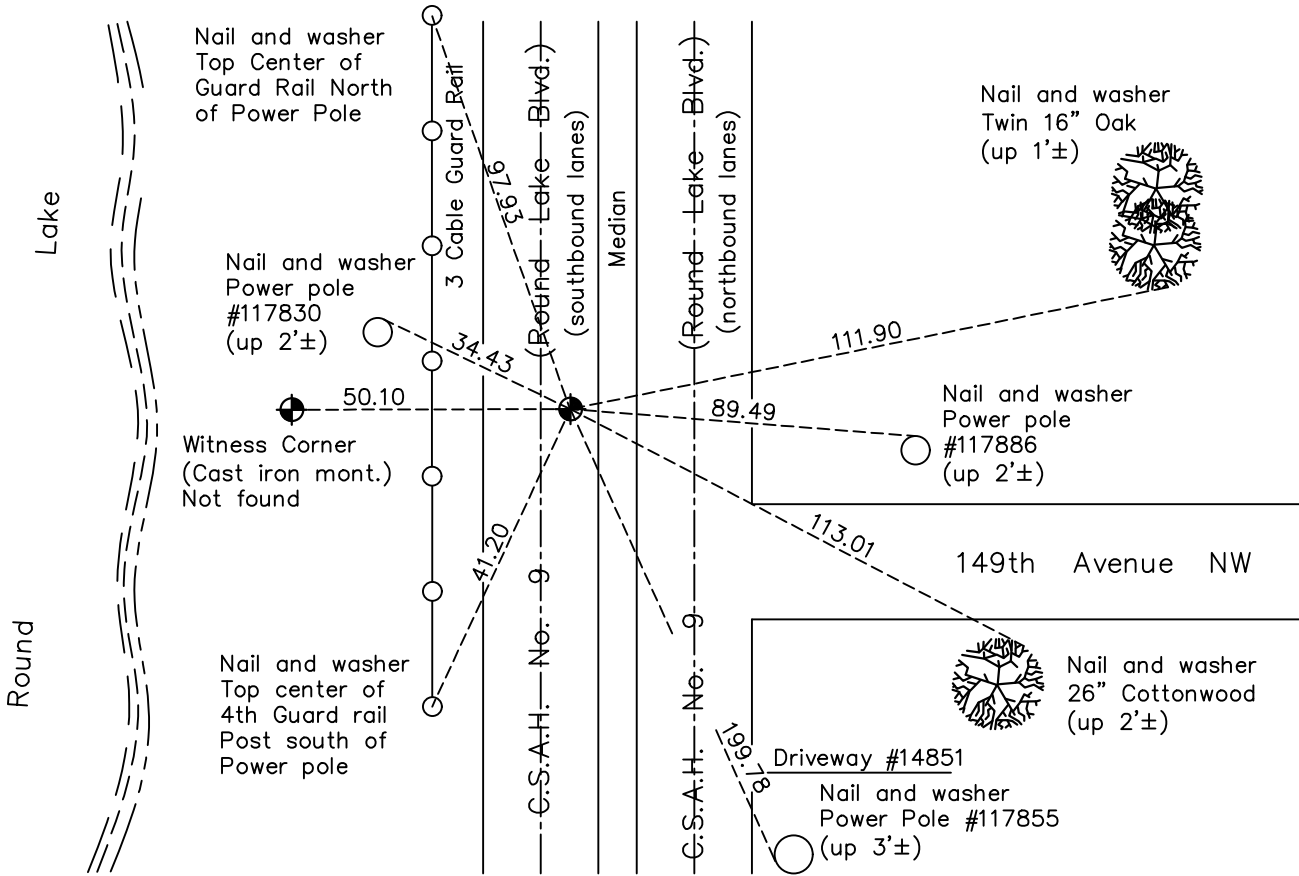 Nail and washer
Top Center of
Guard Rail North
of Power Pole
3 Cable Guard Rail
97.93
(Round Lake Blvd.)
(southbound lanes)
Median
(Round Lake Blvd.)
(northbound lanes)
Nail and washer
Twin 16" Oak
(up 1'±)
Lake
Nail and washer
Power pole
#117830
(up 2'±)
34.43
111.90
50.10
89.49
Nail and washer
Power pole
#117886
(up 2'±)
Witness Corner
(Cast iron mont.)
Not found
41.20
113.01
149th Avenue NW
C.S.A.H. No. 9
C.S.A.H. No. 9
Round
Nail and washer
Top center of
4th Guard rail
Post south of
Power pole
Nail and washer
26" Cottonwood
(up 2'±)
199.78
Driveway #14851
Nail and washer
Power Pole #117855
(up 3'±)